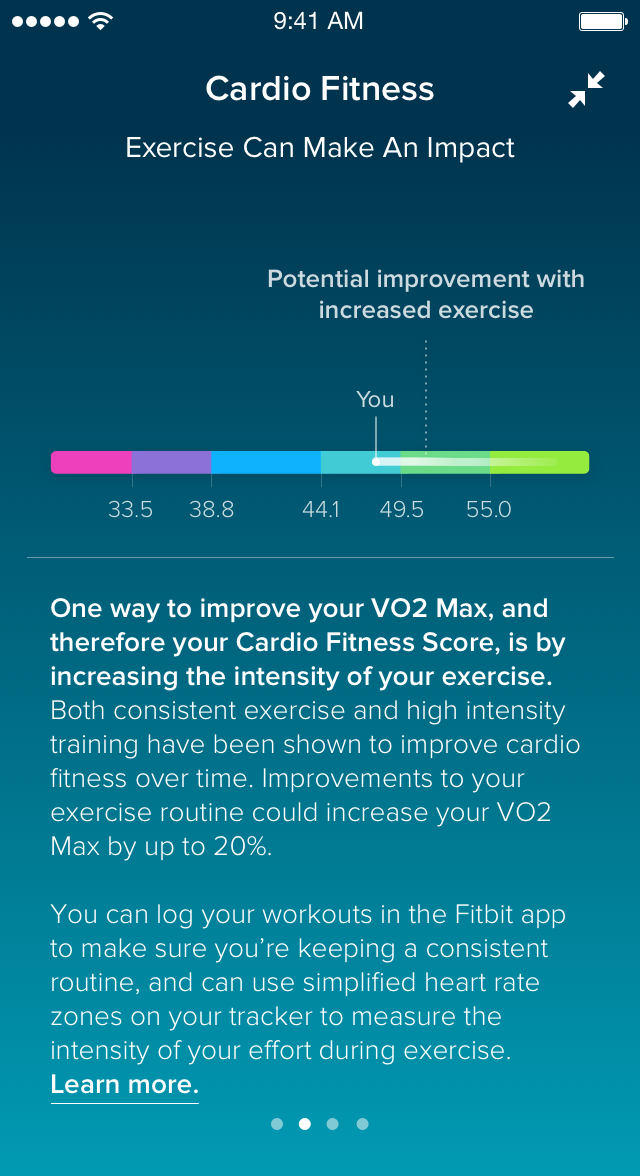 9:41 AM
Cardio Fitness
Exercise Can Make An Impact
Potential improvement with
increased exercise
You
33.5 38.8 44.1 49.5 55.0
One way to improve your VO2 Max, and
therefore your Cardio Fitness Score, is by
increasing the intensity of your exercise.
Both consistent exercise and high intensity
training have been shown to improve cardio
fitness over time. Improvements to your
exercise routine could increase your VO2
Max by up to 20%.
You can log your workouts in the Fitbit app
to make sure you’re keeping a consistent
routine, and can use simplified heart rate
zones on your tracker to measure the
intensity of your effort during exercise.
Learn more.